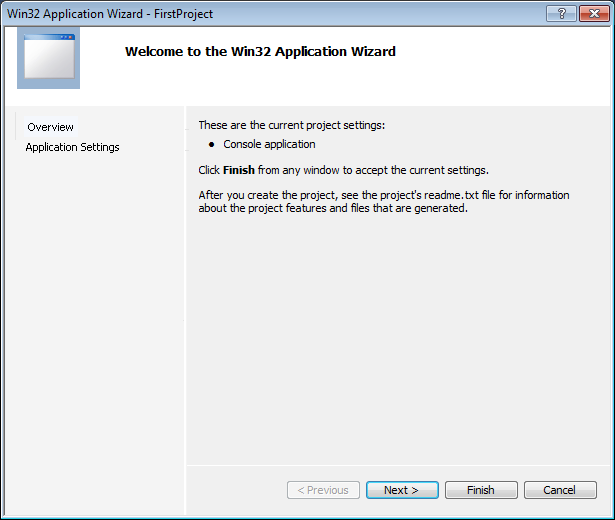 Win32 Application Wizard - FirstProject
?
Welcome to the Win32 Application Wizard
Overview
Application Settings
These are the current project settings:
• Console application
Click Finish from any window to accept the current settings.
After you create the project, see the project's readme.txt file for information
about the project features and files that are generated.
< Previous
Next >
Finish
Cancel